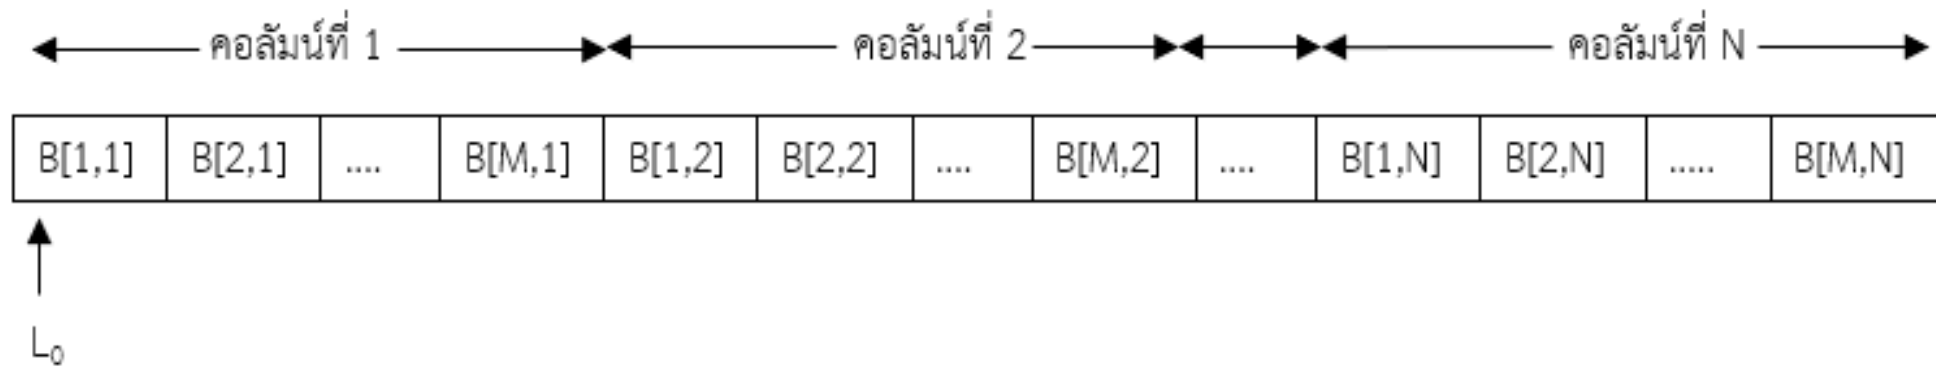 คอลัมน์ที่ 1 คอลัมน์ที่ 2 คอลัมน์ที่ N
B[1,1] B[2,1] .... B[M,1] B[1,2] B[2,2] .... B[M,2] .... B[1,N] B[2,N] ..... B[M,N]
L₀